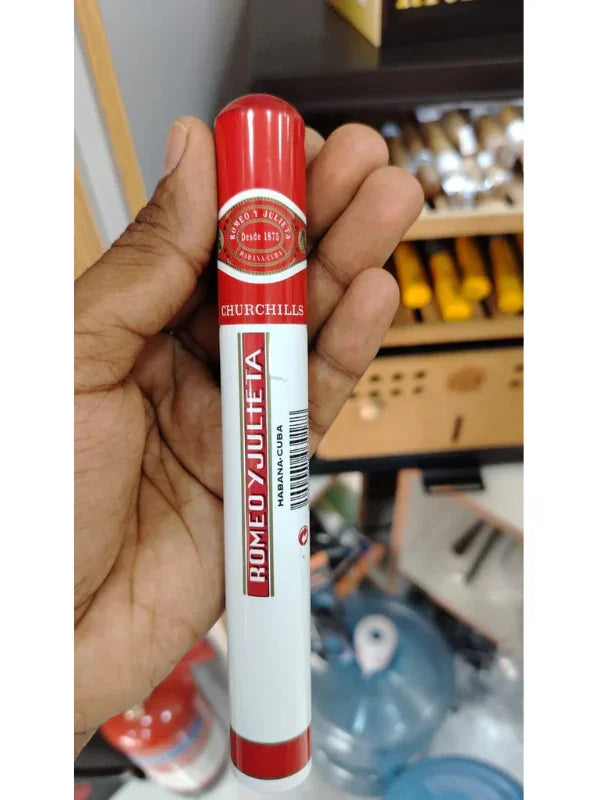 ROMEO Y JULIETA
Desde 1875
HABANA-CUBA
CHURCHILLS
ROMEO Y JULIETA
HABANA-CUBA